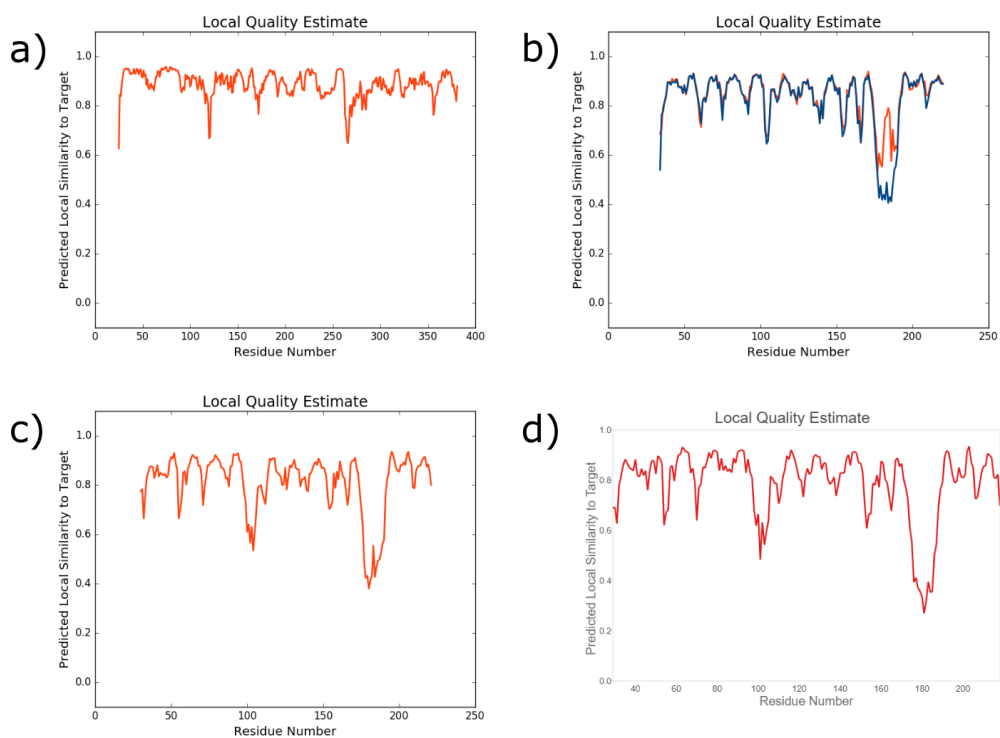 a)
Local Quality Estimate
Predicted Local Similarity to Target
1.0
0.8
0.6
0.4
0.2
0.0
0 50 100 150 200 250 300 350 400
Residue Number
b)
Local Quality Estimate
Predicted Local Similarity to Target
1.0
0.8
0.6
0.4
0.2
0.0
0 50 100 150 200 250
Residue Number
c)
Local Quality Estimate
Predicted Local Similarity to Target
1.0
0.8
0.6
0.4
0.2
0.0
0 50 100 150 200 250
Residue Number
d)
Local Quality Estimate
Predicted Local Similarity to Target
1.0
0.8
0.6
0.4
0.2
0.0
40 60 80 100 120 140 160 180 200
Residue Number